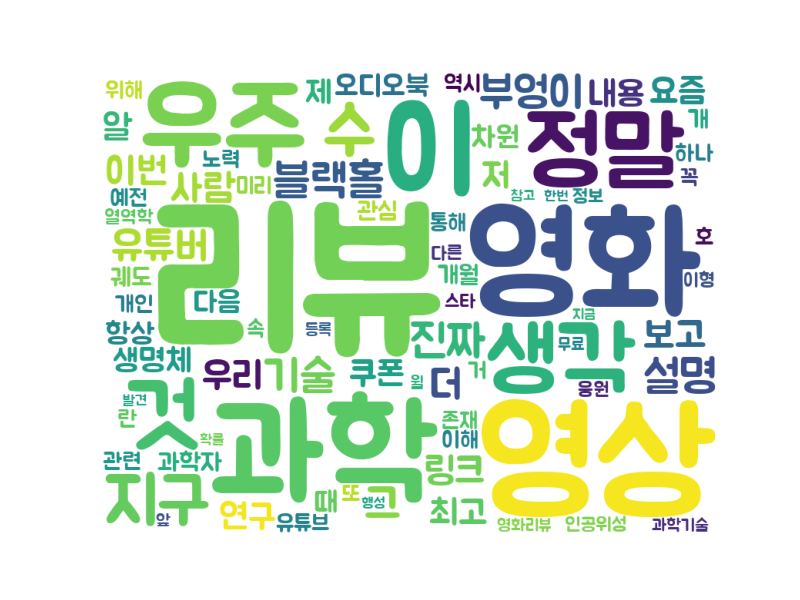 위해
우주
제
오디오북
역시
부엉이
내용
요즘
알
수
이
차원
정말
개
하나
이번
노력
사람
미리
블랙홀
저
꼭
예전
열역학
관심
참고
한번
정보
유튜버
리뷰
통해
영화
호
궤도
다른
개월
이형
개인
다음
스타
항상
속
등록
진짜
지금
생각
무료
보고
생명체
우리
기술
쿠폰
윌
더
거
응원
설명
발견
란
것
과학
존재
영상
확률
이해
관련
과학자
링크
지구
앞
연구
유튜브
때
또
행성
그
최고
영화리뷰
인공위성
과학기술